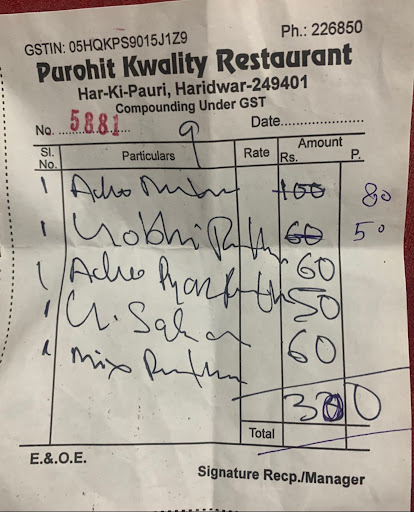 GSTIN: 05HQKPS9015J1Z9 Ph.: 226850
Purohit Kwality Restaurant
Har-Ki-Pauri, Haridwar-249401
Compounding Under GST
No. 5881 Date
9
Sl. No. Particulars Rate Amount Rs. P.
1 100 80
1 Gobhi 60 50
1 60
1 50
1 Mix 60
300
Total
E.&O.E.
Signature Recp./Manager